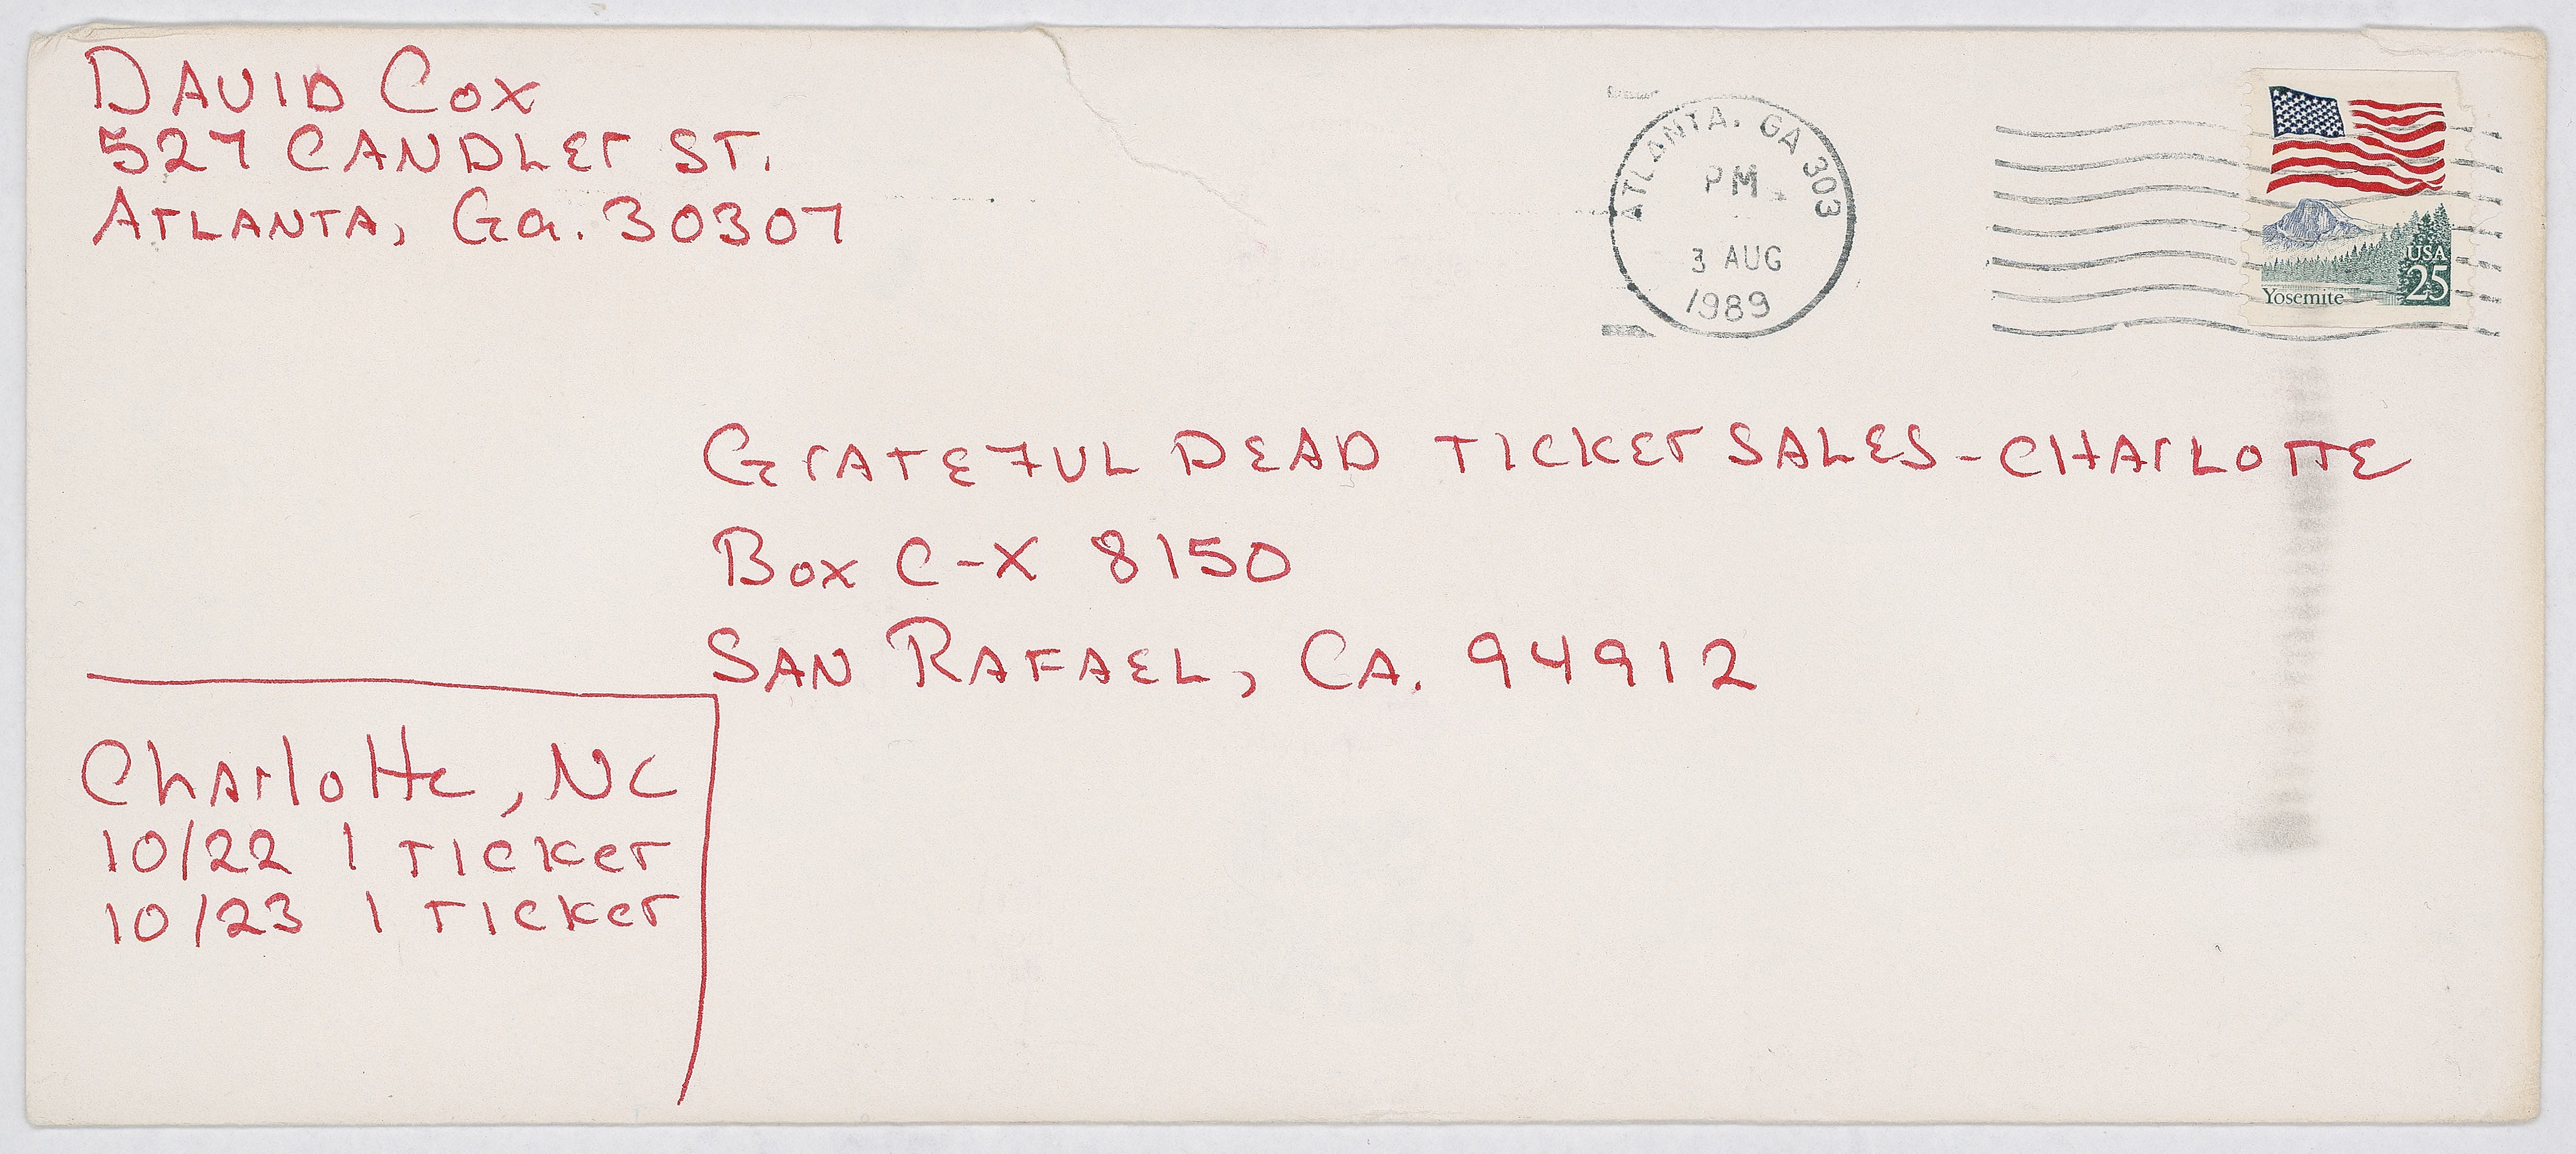 DAVID COX
527 CANDLER ST.
ATLANTA, Ga. 30307
ATLANTA, GA 303
PM
3 AUG
1989
USA
25
Yosemite
GRATEFUL DEAD TICKET SALES - CHARLOTTE
Box C-X 8150
SAN RAFAEL, CA. 94912
Charlotte, NC
10/22 1 TICKET
10/23 1 TICKET